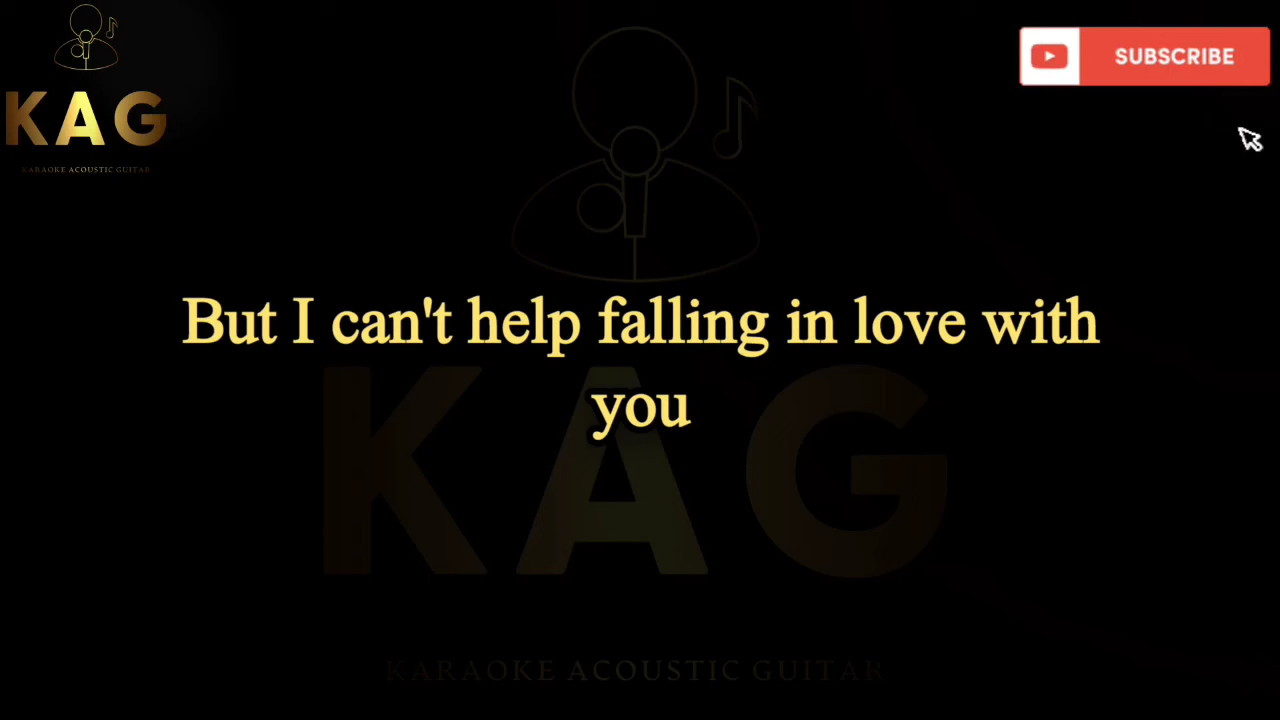 KAG
KARAOKE ACOUSTIC GUITAR
SUBSCRIBE
But I can't help falling in love with
you
KAG
KARAOKE ACOUSTIC GUITAR